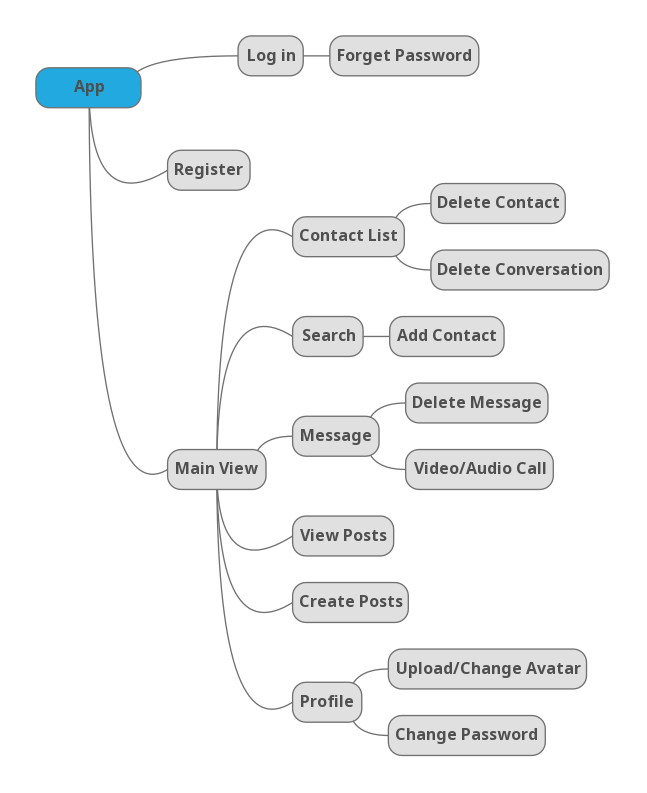 App
Log in
Forget Password
Register
Main View
Contact List
Delete Contact
Delete Conversation
Search
Add Contact
Message
Delete Message
Video/Audio Call
View Posts
Create Posts
Profile
Upload/Change Avatar
Change Password